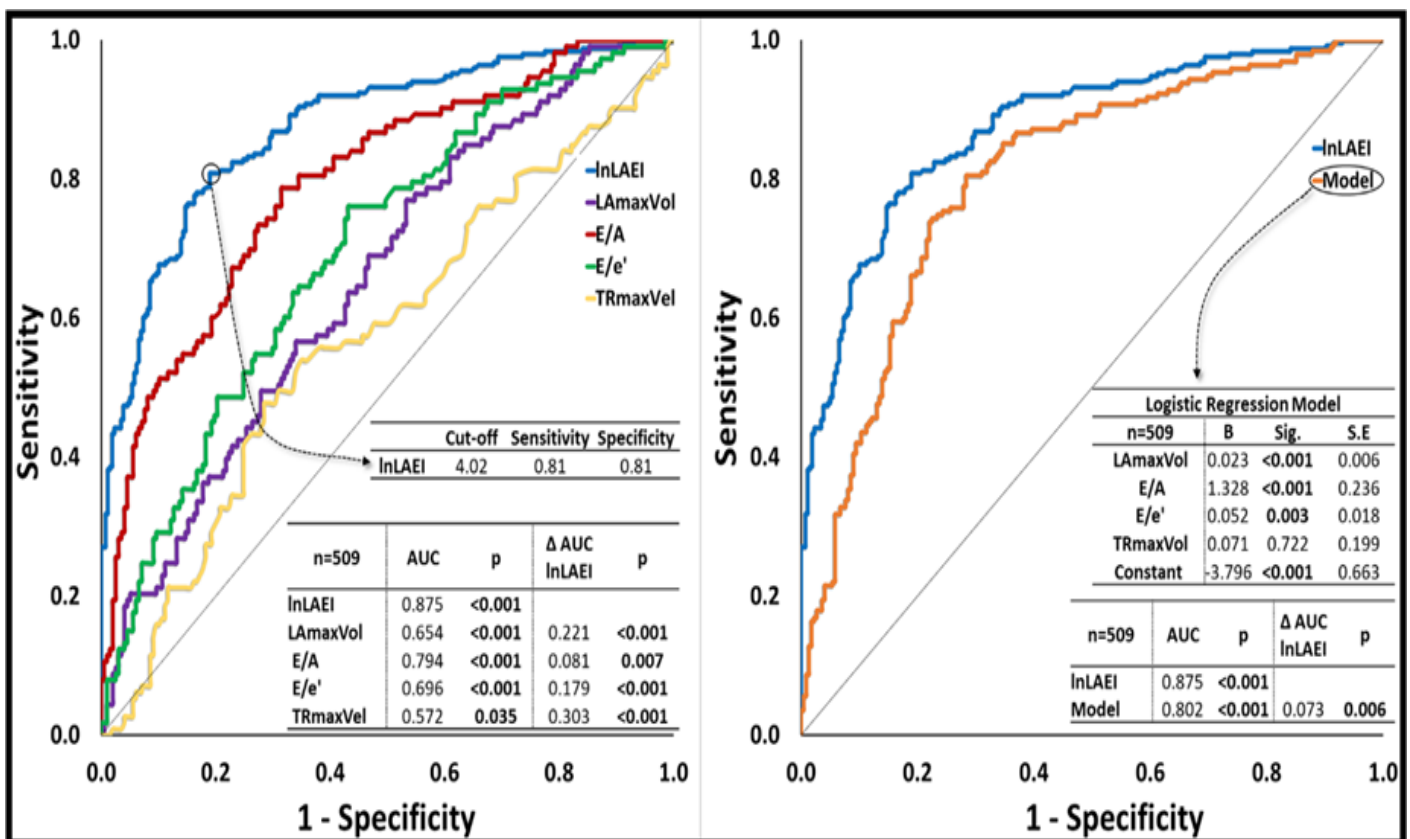 1.0
0.8
0.6
0.4
0.2
0.0
Sensitivity
0.0 0.2 0.4 0.6 0.8 1.0
1 - Specificity
lnLAEI
LAmaxVol
E/A
E/e'
TRmaxVel
Cut-off Sensitivity Specificity
lnLAEI 4.02 0.81 0.81
n=509 AUC p Δ AUC lnLAEI p
lnLAEI 0.875 <0.001
LAmaxVol 0.654 <0.001 0.221 <0.001
E/A 0.794 <0.001 0.081 0.007
E/e' 0.696 <0.001 0.179 <0.001
TRmaxVel 0.572 0.035 0.303 <0.001
1.0
0.8
0.6
0.4
0.2
0.0
Sensitivity
0.0 0.2 0.4 0.6 0.8 1.0
1 - Specificity
lnLAEI
Model
Logistic Regression Model
n=509 B Sig. S.E
LAmaxVol 0.023 <0.001 0.006
E/A 1.328 <0.001 0.236
E/e' 0.052 0.003 0.018
TRmaxVol 0.071 0.722 0.199
Constant -3.796 <0.001 0.663
n=509 AUC p Δ AUC lnLAEI p
lnLAEI 0.875 <0.001
Model 0.802 <0.001 0.073 0.006